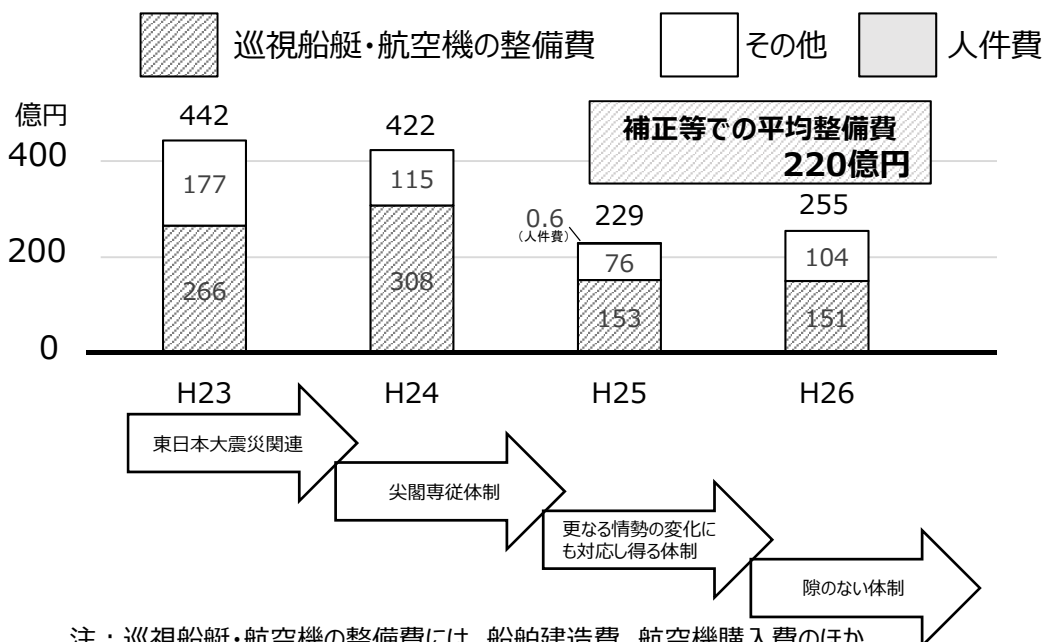 巡視船艇・航空機の整備費
その他
人件費
億円
400
200
0
442
177
266
422
115
308
補正等での平均整備費
220億円
0.6
（人件費）
229
76
153
255
104
151
H23
H24
H25
H26
東日本大震災関連
尖閣専従体制
更なる情勢の変化に
も対応し得る体制
隙のない体制
注：巡視船艇・航空機の整備費には、船舶建造費、航空機購入費のほか